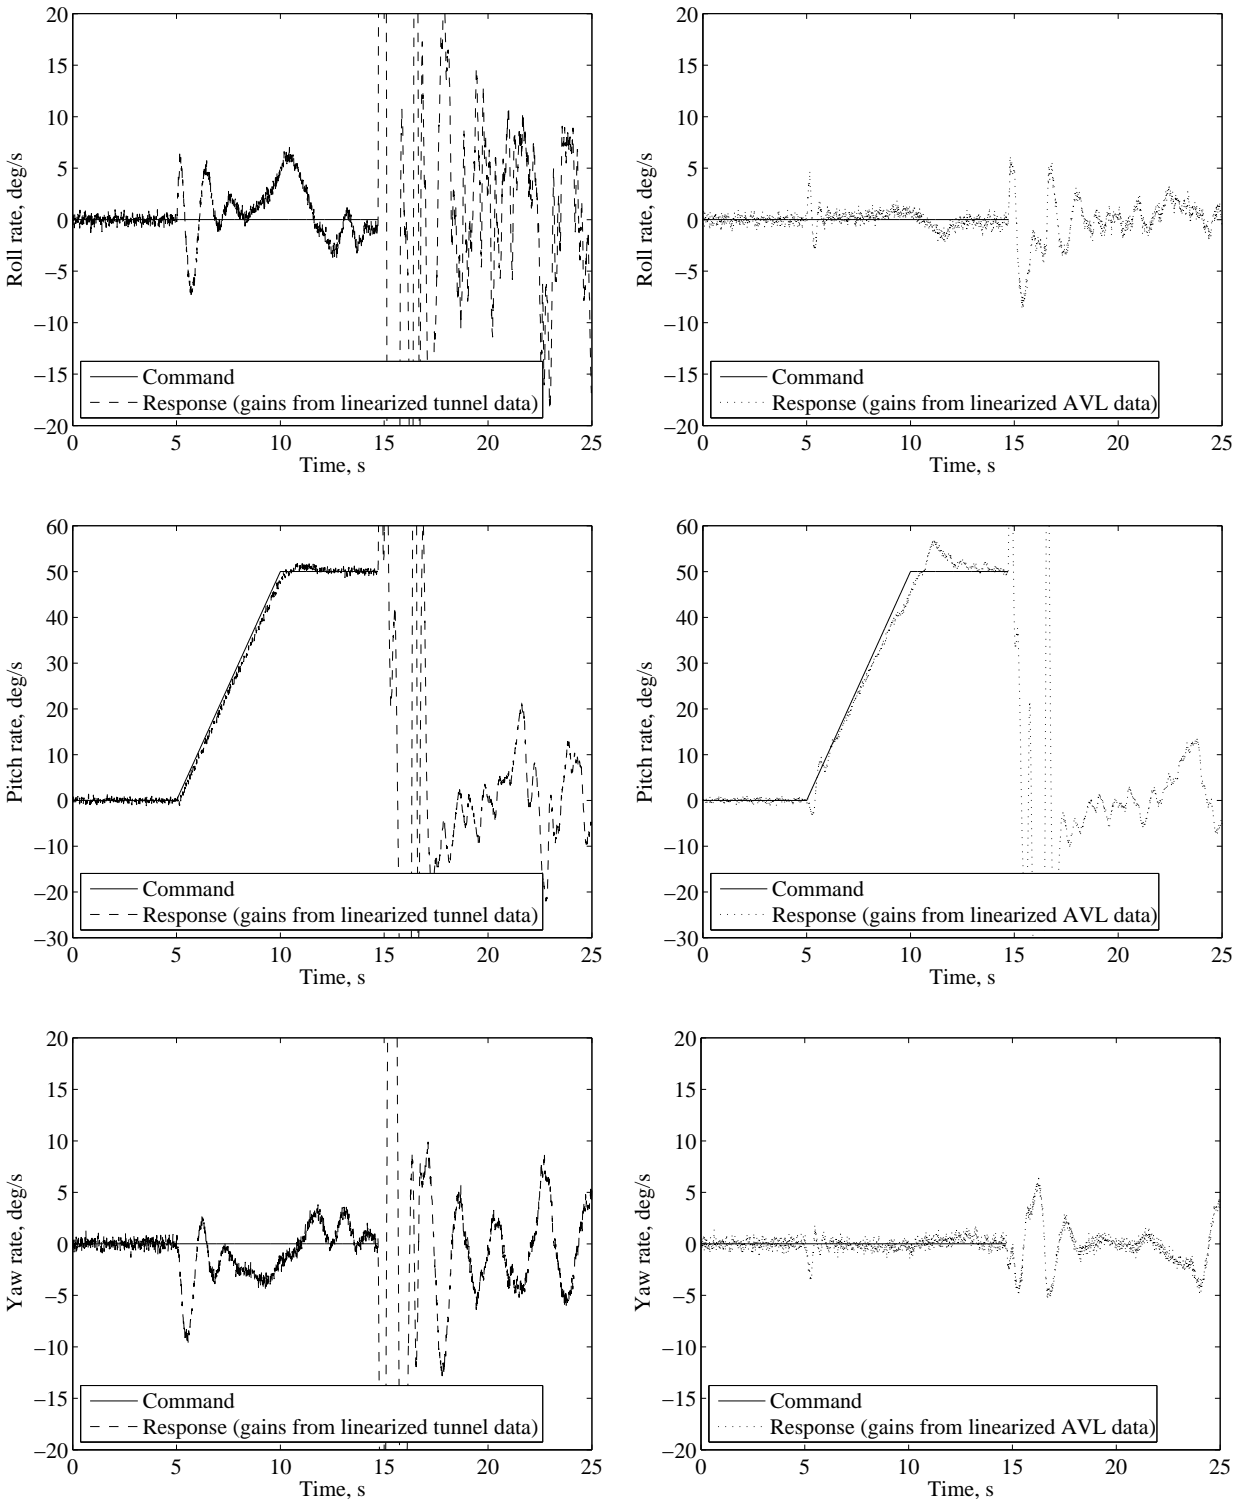 20
15
10
5
0
−5
−10
−15
−20
Roll rate, deg/s
Command
Response (gains from linearized tunnel data)
0 5 10 15 20 25
Time, s
20
15
10
5
0
−5
−10
−15
−20
Roll rate, deg/s
Command
Response (gains from linearized AVL data)
0 5 10 15 20 25
Time, s
60
50
40
30
20
10
0
−10
−20
−30
Pitch rate, deg/s
Command
Response (gains from linearized tunnel data)
0 5 10 15 20 25
Time, s
60
50
40
30
20
10
0
−10
−20
−30
Pitch rate, deg/s
Command
Response (gains from linearized AVL data)
0 5 10 15 20 25
Time, s
20
15
10
5
0
−5
−10
−15
−20
Yaw rate, deg/s
Command
Response (gains from linearized tunnel data)
0 5 10 15 20 25
Time, s
20
15
10
5
0
−5
−10
−15
−20
Yaw rate, deg/s
Command
Response (gains from linearized AVL data)
0 5 10 15 20 25
Time, s